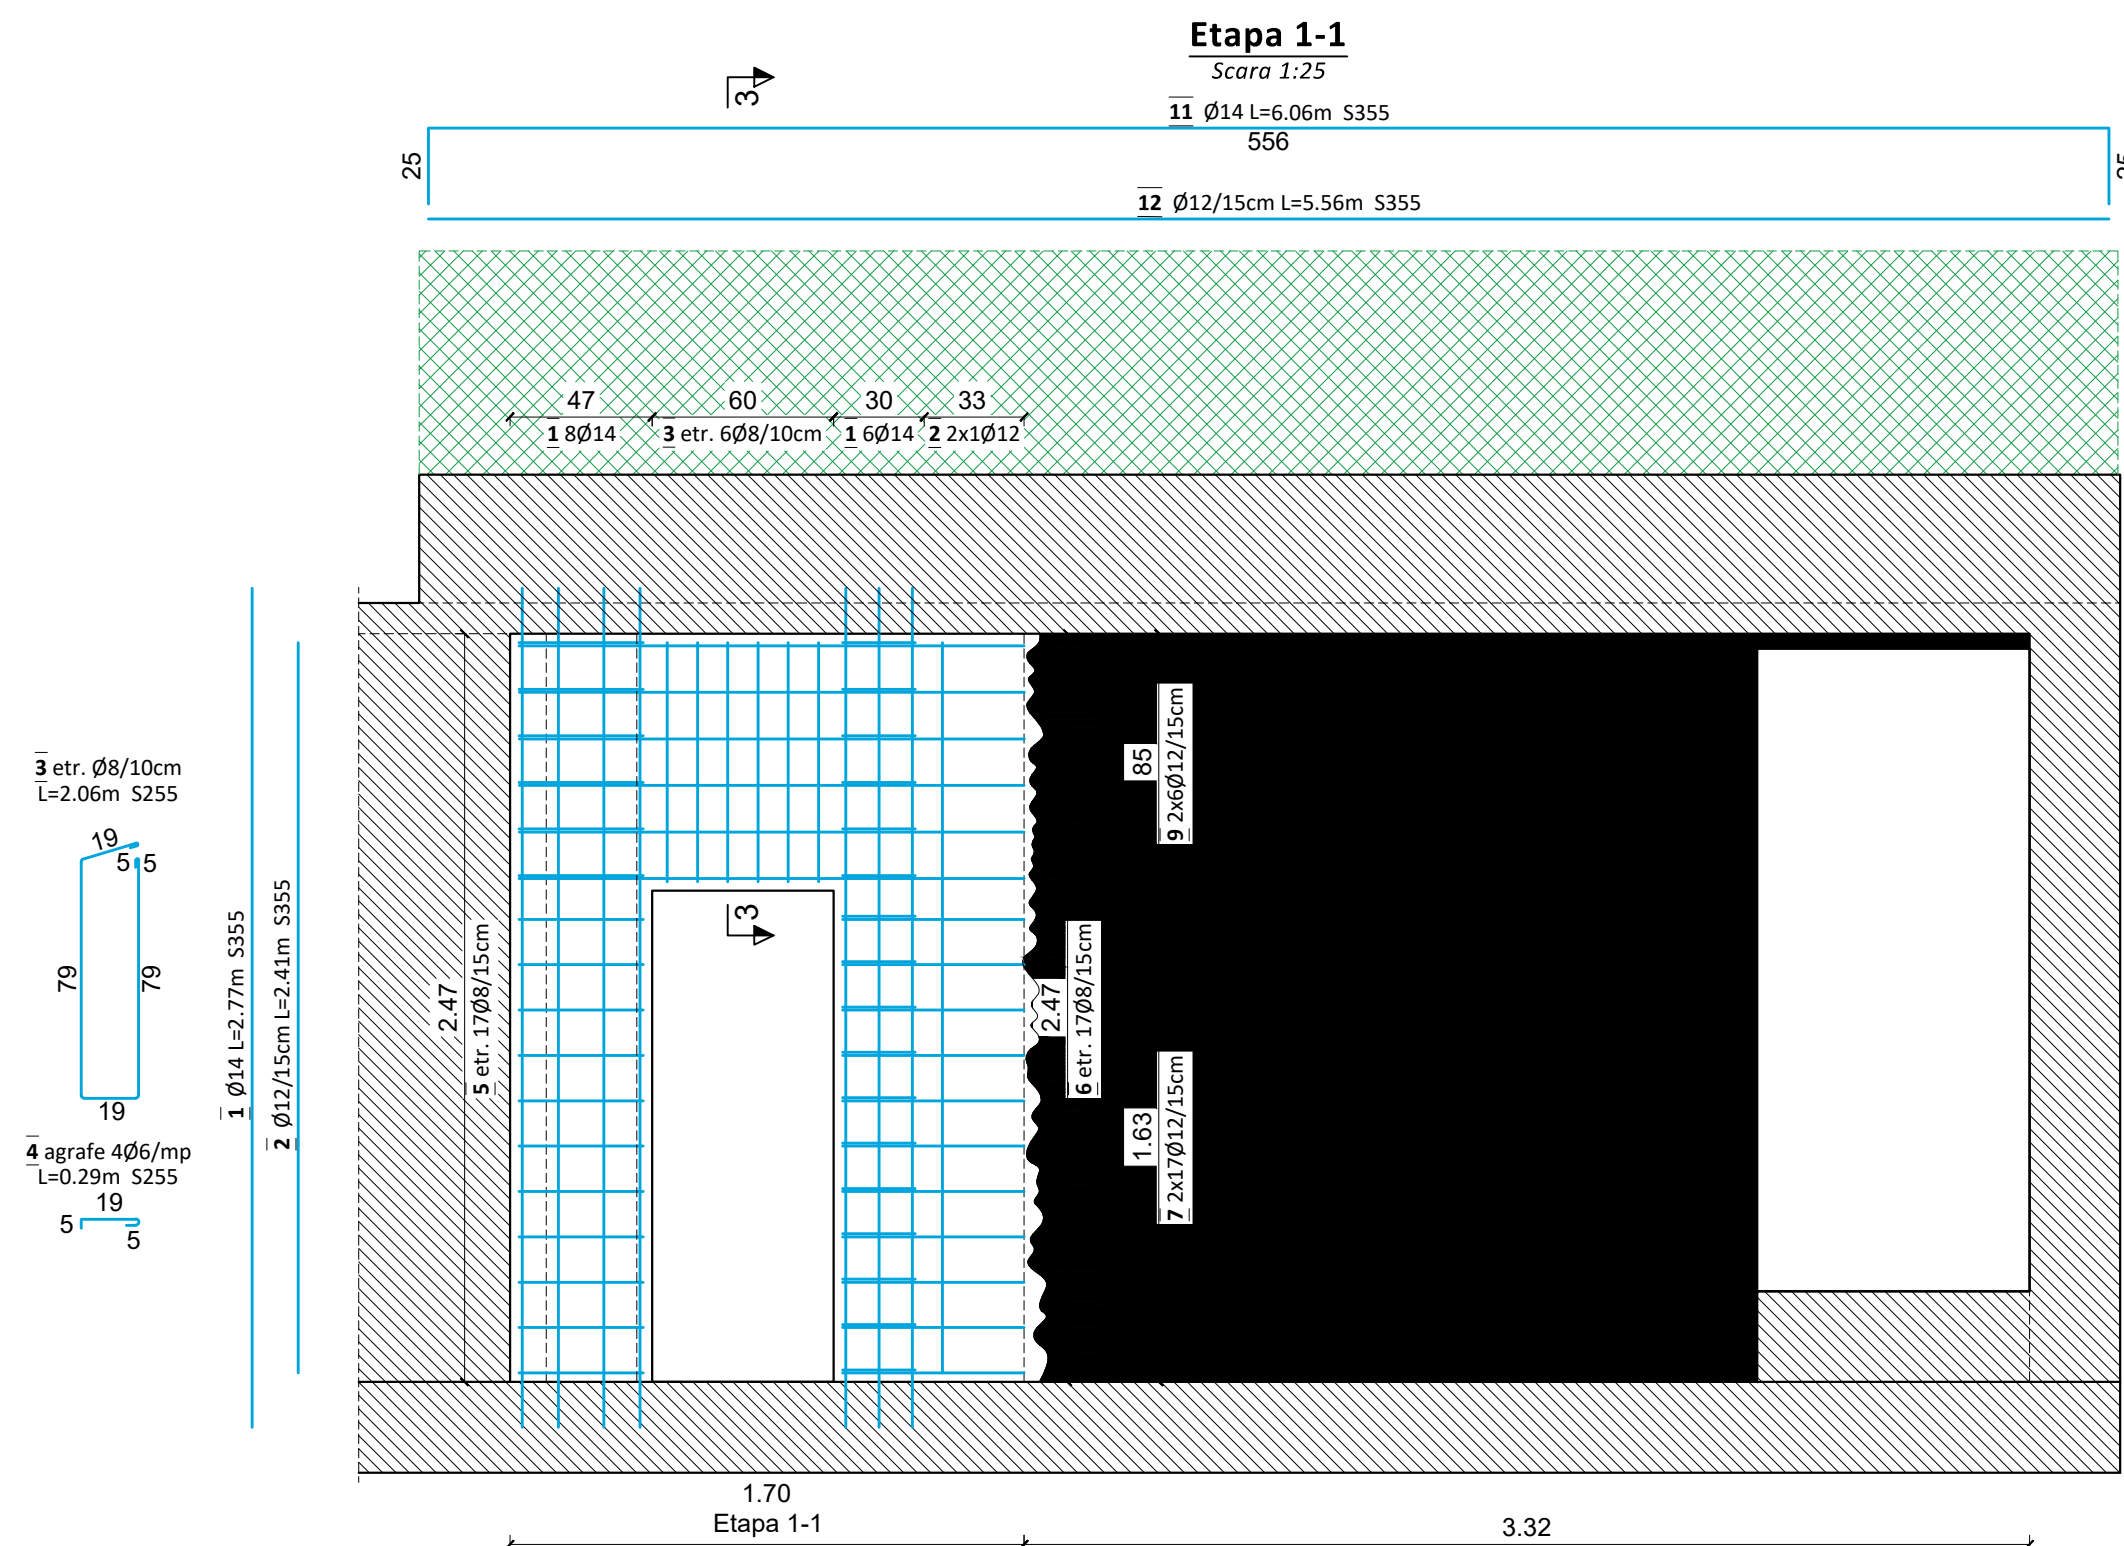 Etapa 1-1
Scara 1:25
3
11 Ø14 L=6.06m S355
25
556
25
12 Ø12/15cm L=5.56m S355
47
60
30
33
1 8Ø14
3 etr. 6Ø8/10cm
1 6Ø14
2 2x1Ø12
3 etr. Ø8/10cm
L=2.06m S255
19
5
5
79
79
19
4 agrafe 4Ø6/mp
L=0.29m S255
19
5
5
1 Ø14 L=2.77m S355
2 Ø12/15cm L=2.41m S355
2.47
5 etr. 17Ø8/15cm
3
2.47
6 etr. 17Ø8/15cm
85
9 2x6Ø12/15cm
1.63
7 2x17Ø12/15cm
1.70
Etapa 1-1
3.32